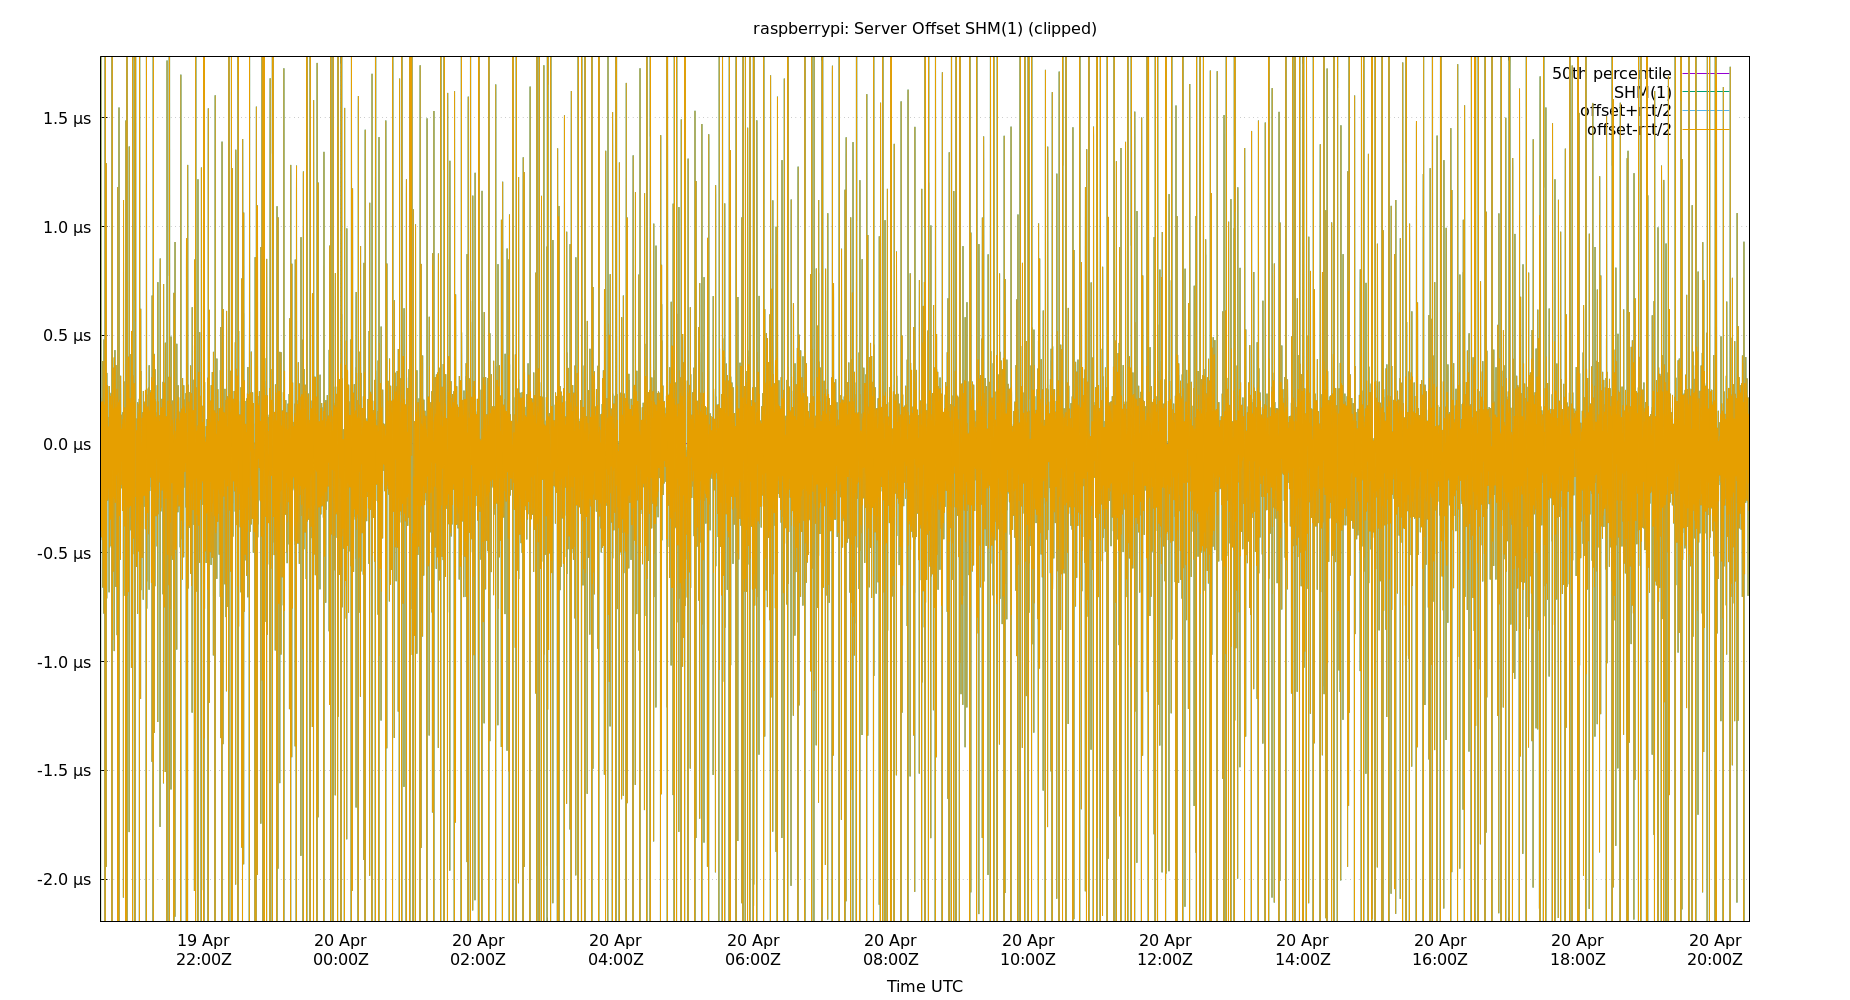 raspberrypi: Server Offset SHM(1) (clipped)
50th percentile
SHM(1)
offset+rtt/2
offset-rtt/2
1.5 µs
1.0 µs
0.5 µs
0.0 µs
-0.5 µs
-1.0 µs
-1.5 µs
-2.0 µs
19 Apr 20 Apr 20 Apr 20 Apr 20 Apr 20 Apr 20 Apr 20 Apr 20 Apr 20 Apr 20 Apr 20 Apr
22:00Z 00:00Z 02:00Z 04:00Z 06:00Z 08:00Z 10:00Z 12:00Z 14:00Z 16:00Z 18:00Z 20:00Z
Time UTC